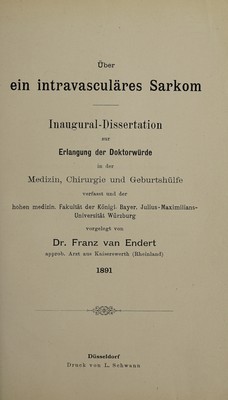 Über
ein intravasculäres Sarkom
Inaugural-Dissertation
zur
Erlangung der Doktorwürde
in der
Medizin, Chirurgie und Geburtshülfe
verfasst und der
hohen medizin. Fakultät der Königl. Bayer. Julius-Maximilians-
Universität Würzburg
vorgelegt von
Dr. Franz van Endert
approb. Arzt aus Kaiserswerth (Rheinland)
1891
Düsseldorf
Druck von L. Schwann